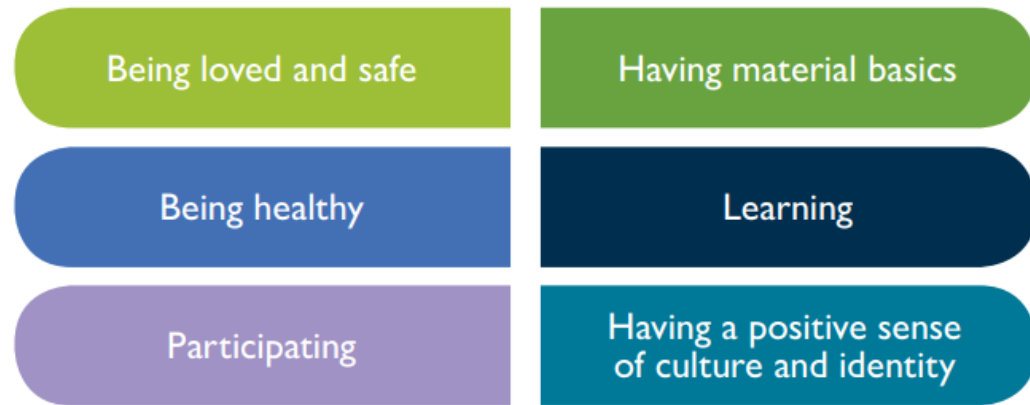 Being loved and safe
Having material basics
Being healthy
Learning
Participating
Having a positive sense
of culture and identity